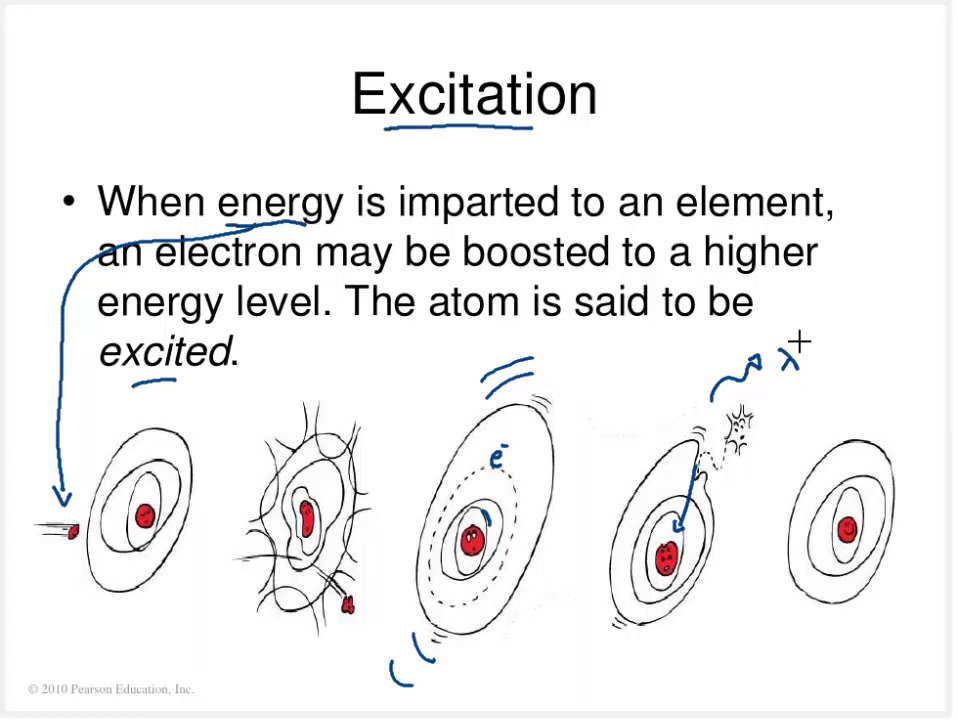 Excitation
• When energy is imparted to an element,
an electron may be boosted to a higher
energy level. The atom is said to be
excited.
λ
e⁻
© 2010 Pearson Education, Inc.